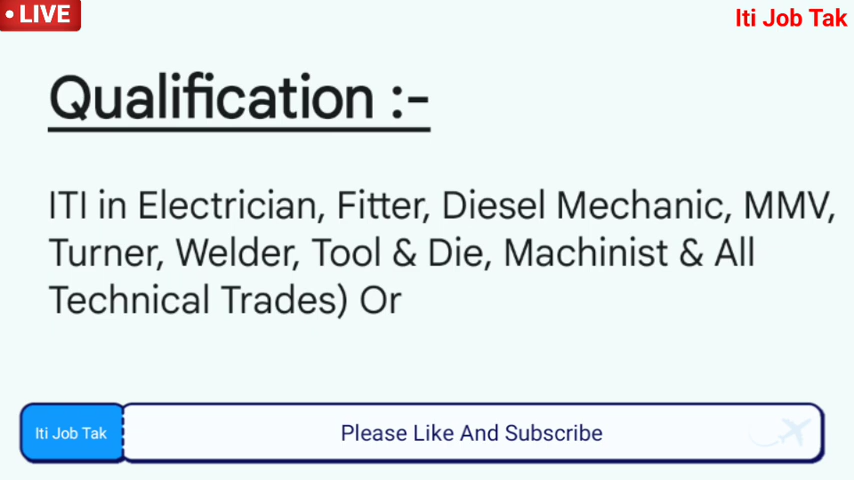 • LIVE
Iti Job Tak
Qualification :-
ITI in Electrician, Fitter, Diesel Mechanic, MMV,
Turner, Welder, Tool & Die, Machinist & All
Technical Trades) Or
Iti Job Tak
Please Like And Subscribe